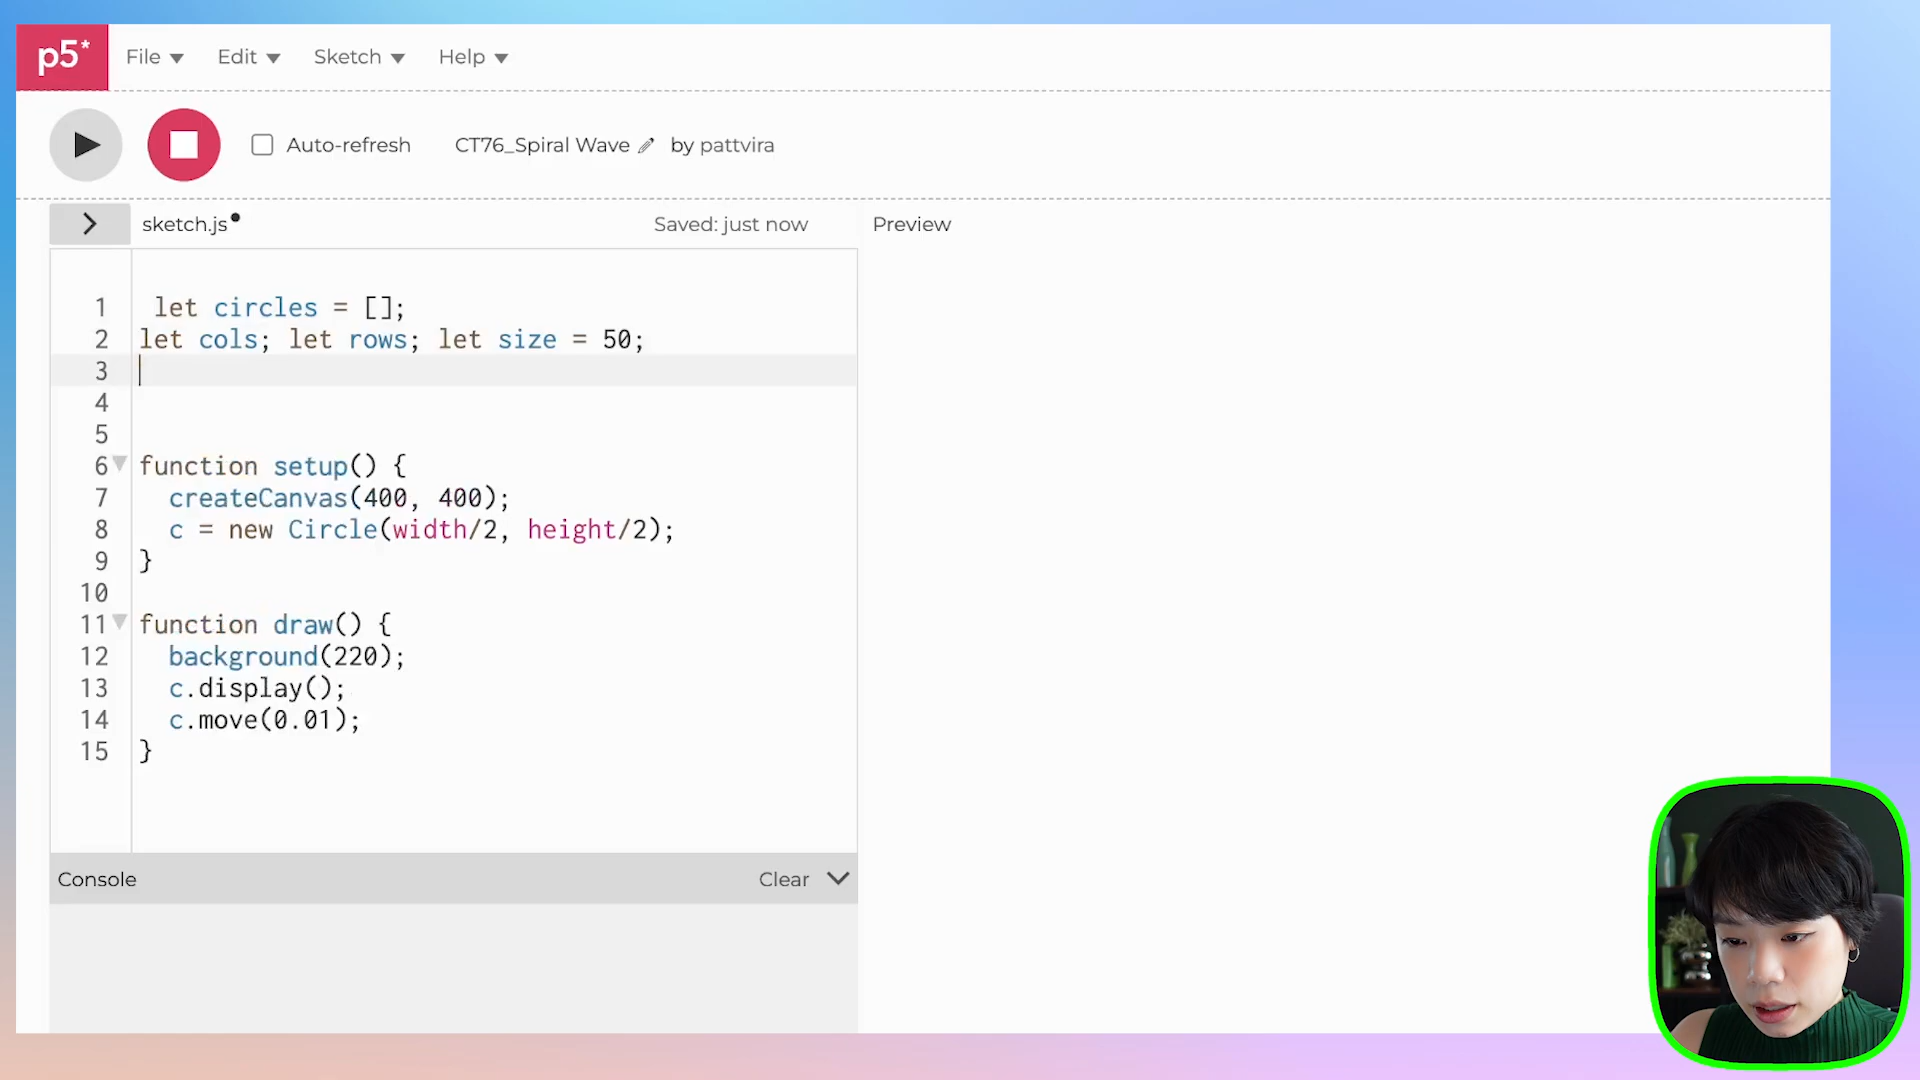 p5* File Edit Sketch Help
Auto-refresh CT76_Spiral Wave by pattvira
sketch.js Saved: just now Preview
1 let circles = [];
2 let cols; let rows; let size = 50;
3
4
5
6 function setup() {
7 createCanvas(400, 400);
8 c = new Circle(width/2, height/2);
9 }
10
11 function draw() {
12 background(220);
13 c.display();
14 c.move(0.01);
15 }
Console Clear